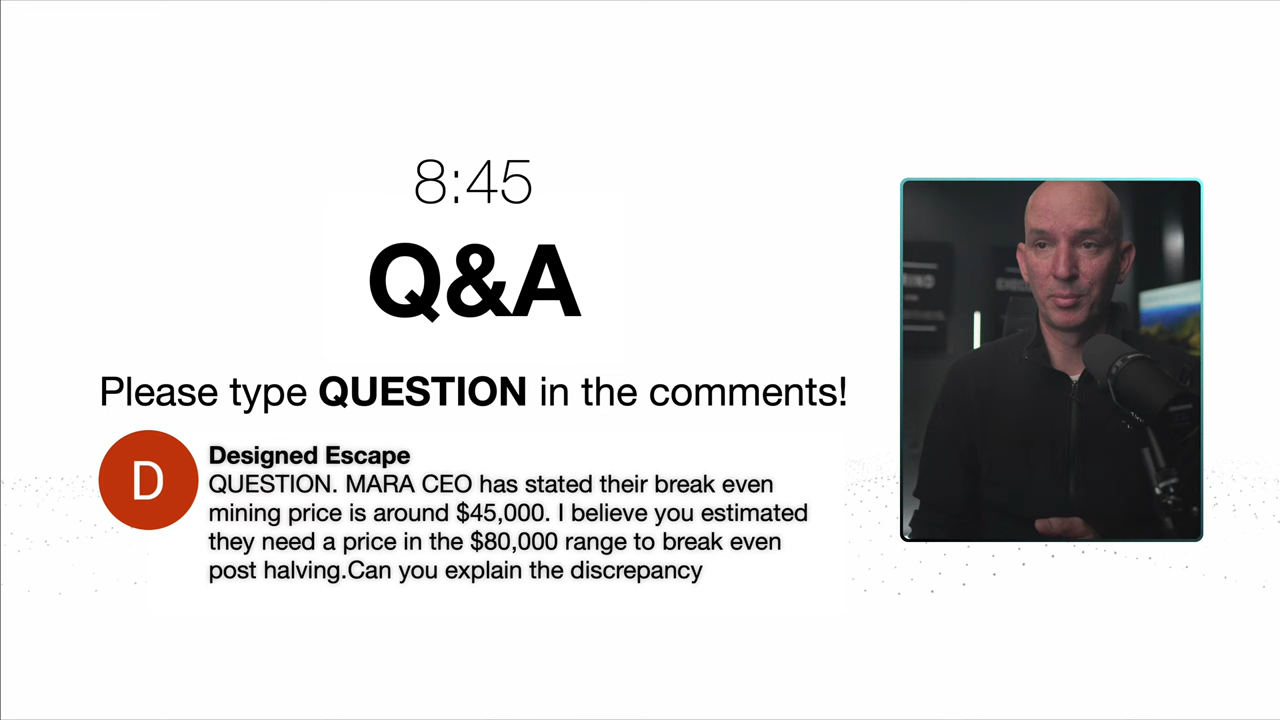 8:45
Q&A
Please type QUESTION in the comments!
D
Designed Escape
QUESTION. MARA CEO has stated their break even
mining price is around $45,000. I believe you estimated
they need a price in the $80,000 range to break even
post halving.Can you explain the discrepancy